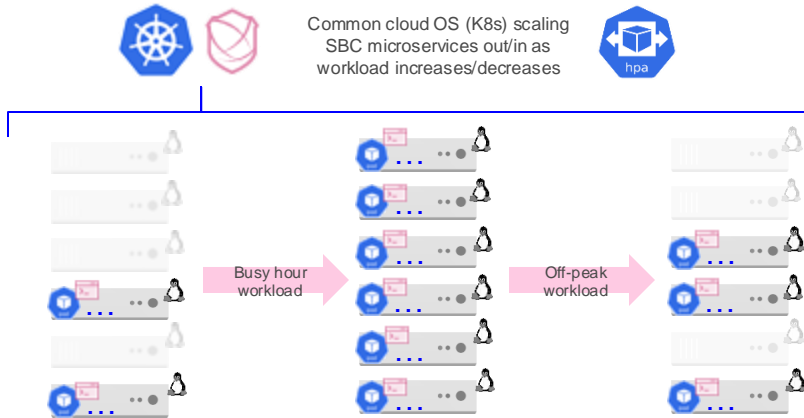 Common cloud OS (K8s) scaling
SBC microservices out/in as
workload increases/decreases
hpa
Busy hour
workload
Off-peak
workload